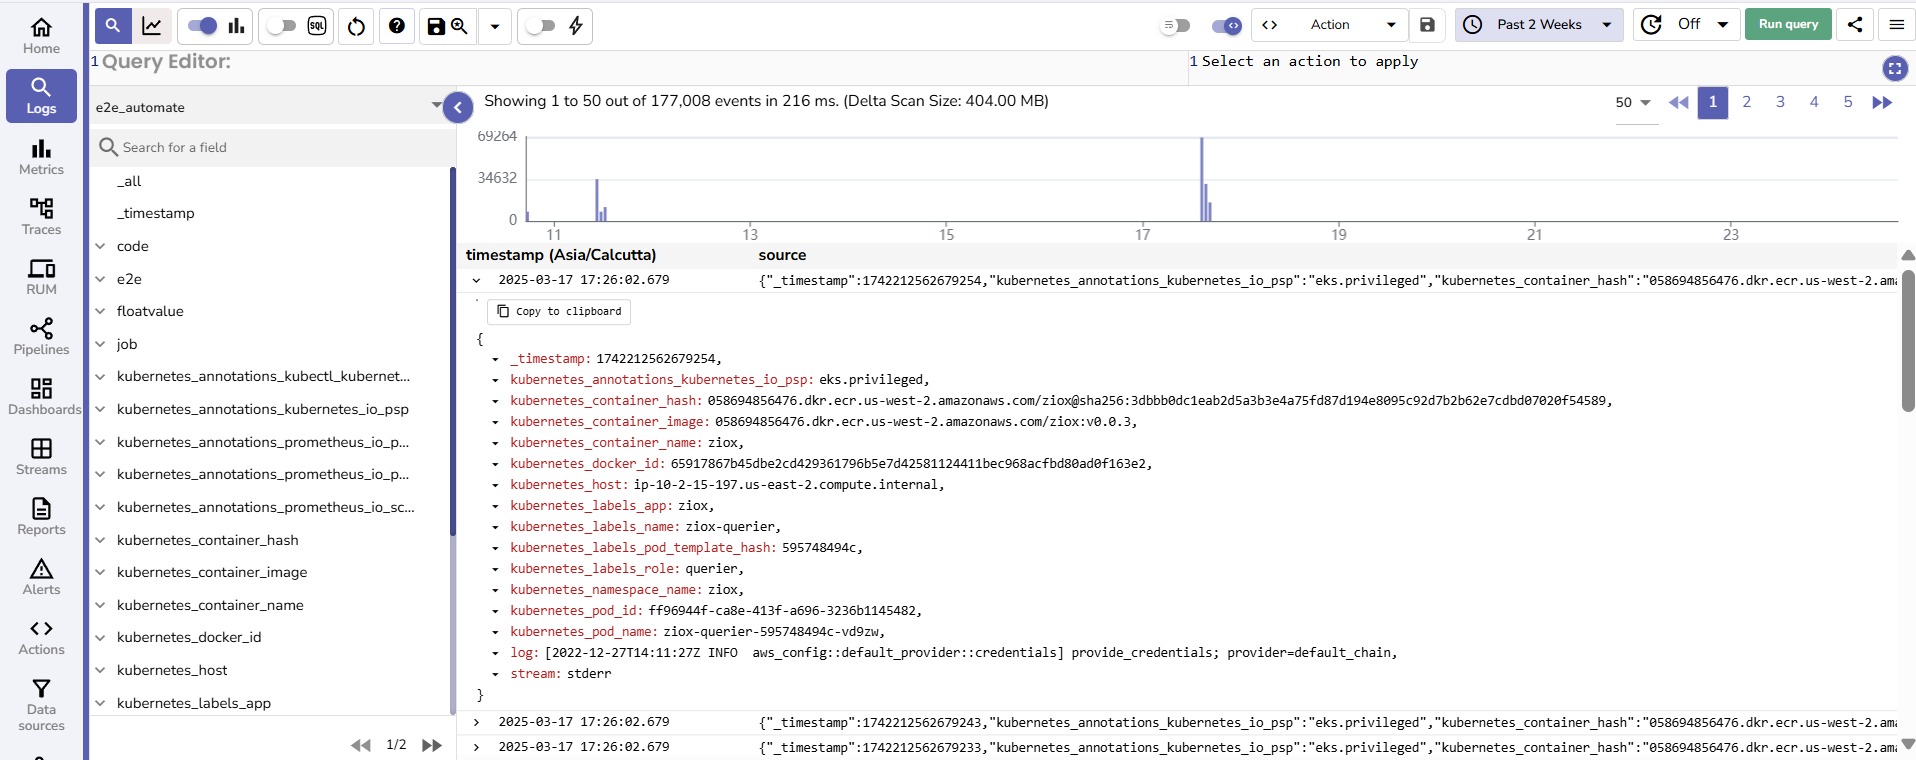 Home
Logs
Metrics
Traces
RUM
Pipelines
Dashboards
Streams
Reports
Alerts
Actions
Data
sources
SQL
Action
Past 2 Weeks
Off
Run query
1 Query Editor:
1 Select an action to apply
e2e_automate
Search for a field
_all
_timestamp
code
e2e
floatvalue
job
kubernetes_annotations_kubectl_kubernet...
kubernetes_annotations_kubernetes_io_psp
kubernetes_annotations_prometheus_io_p...
kubernetes_annotations_prometheus_io_p...
kubernetes_annotations_prometheus_io_sc...
kubernetes_container_hash
kubernetes_container_image
kubernetes_container_name
kubernetes_docker_id
kubernetes_host
kubernetes_labels_app
1/2
Showing 1 to 50 out of 177,008 events in 216 ms. (Delta Scan Size: 404.00 MB)
50 1 2 3 4 5
69264
34632
0
11 13 15 17 19 21 23
timestamp (Asia/Calcutta) source
2025-03-17 17:26:02.679 {"_timestamp":1742212562679254,"kubernetes_annotations_kubernetes_io_psp":"eks.privileged","kubernetes_container_hash":"058694856476.dkr.ecr.us-west-2.ama
Copy to clipboard
{
_timestamp: 1742212562679254,
kubernetes_annotations_kubernetes_io_psp: eks.privileged,
kubernetes_container_hash: 058694856476.dkr.ecr.us-west-2.amazonaws.com/ziox@sha256:3dbbb0dc1eab2d5a3b3e4a75fd87d194e8095c92d7b2b62e7cdbd07020f54589,
kubernetes_container_image: 058694856476.dkr.ecr.us-west-2.amazonaws.com/ziox:v0.0.3,
kubernetes_container_name: ziox,
kubernetes_docker_id: 65917867b45dbe2cd429361796b5e7d42581124411bec968acfbd80ad0f163e2,
kubernetes_host: ip-10-2-15-197.us-east-2.compute.internal,
kubernetes_labels_app: ziox,
kubernetes_labels_name: ziox-querier,
kubernetes_labels_pod_template_hash: 595748494c,
kubernetes_labels_role: querier,
kubernetes_namespace_name: ziox,
kubernetes_pod_id: ff96944f-ca8e-413f-a696-3236b1145482,
kubernetes_pod_name: ziox-querier-595748494c-vd9zw,
log: [2022-12-27T14:11:27Z INFO  aws_config::default_provider::credentials] provide_credentials; provider=default_chain,
stream: stderr
}
2025-03-17 17:26:02.679 {"_timestamp":1742212562679243,"kubernetes_annotations_kubernetes_io_psp":"eks.privileged","kubernetes_container_hash":"058694856476.dkr.ecr.us-west-2.ama
2025-03-17 17:26:02.679 {"_timestamp":1742212562679233,"kubernetes_annotations_kubernetes_io_psp":"eks.privileged","kubernetes_container_hash":"058694856476.dkr.ecr.us-west-2.ama